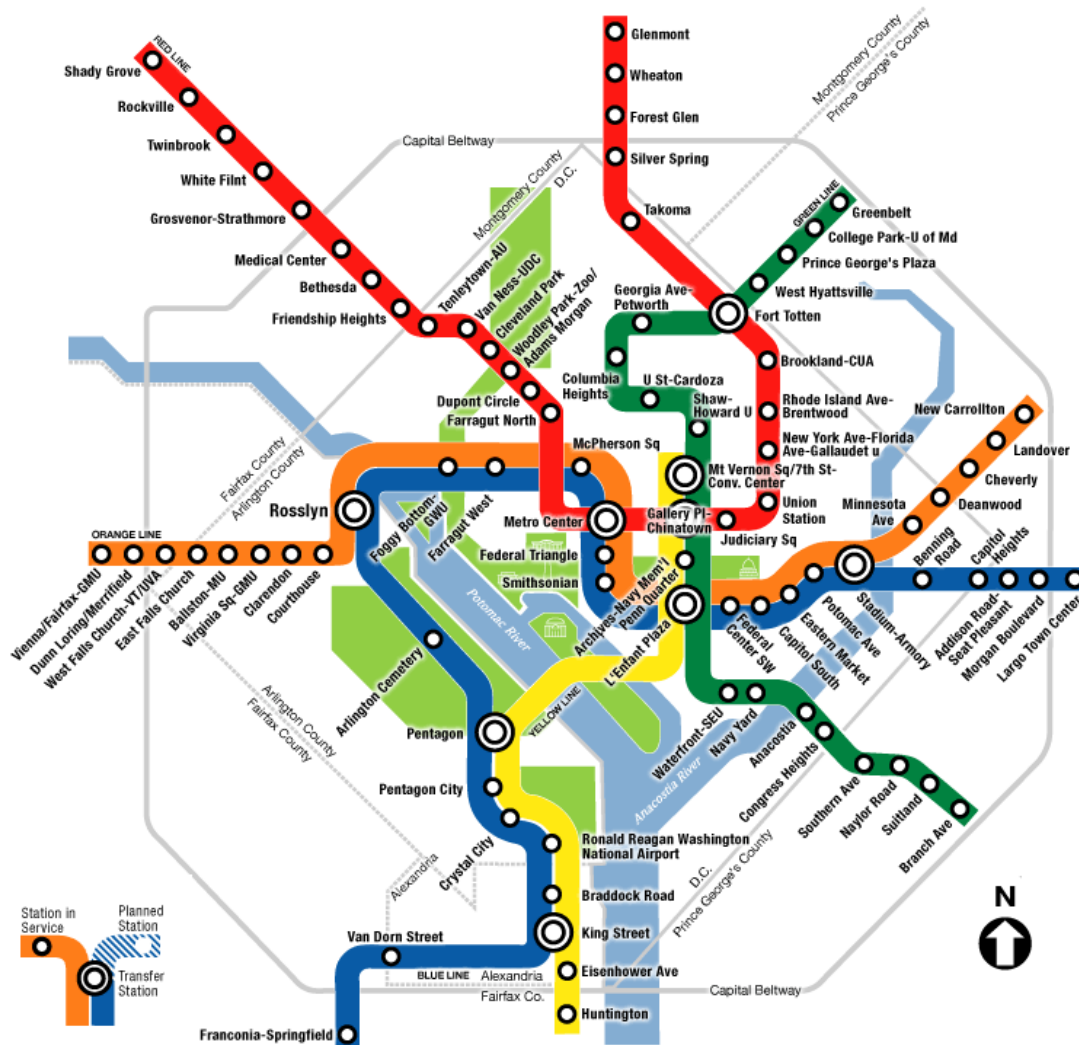 RED LINE
Shady Grove
Rockville
Twinbrook
White Filnt
Grosvenor-Strathmore
Medical Center
Bethesda
Friendship Heights
Tenleytown-AU
Van Ness-UDC
Cleveland Park
Woodley Park-Zoo/
Adams Morgan
Dupont Circle
Farragut North
Glenmont
Wheaton
Forest Glen
Silver Spring
Takoma
Montgomery County
Prince George's County
Capital Beltway
Montgomery County
D.C.
GREEN LINE
Greenbelt
College Park-U of Md
Prince George's Plaza
West Hyattsville
Fort Totten
Georgia Ave-
Petworth
Columbia
Heights
U St-Cardoza
Shaw-
Howard U
Brookland-CUA
Rhode Island Ave-
Brentwood
New York Ave-Florida
Ave-Gallaudet u
Mt Vernon Sq/7th St-
Conv. Center
Union
Station
Gallery Pl-
Chinatown
Judiciary Sq
McPherson Sq
Metro Center
Federal Triangle
Smithsonian
Archives-Navy Mem'l
Penn Quarter
L'Enfant Plaza
Fairfax County
Arlington County
Rosslyn
Foggy Bottom-
GWU
Farragut West
ORANGE LINE
Vienna/Fairfax-GMU
Dunn Loring/Merrifield
West Falls Church-VT/UVA
East Falls Church
Ballston-MU
Virginia Sq-GMU
Clarendon
Courthouse
New Carrollton
Landover
Cheverly
Deanwood
Minnesota
Ave
Benning
Road
Capitol
Heights
Addison Road-
Seat Pleasant
Morgan Boulevard
Largo Town Center
Stadium-Armory
Potomac Ave
Eastern Market
Capitol South
Federal
Center SW
Potomac River
Arlington Cemetery
Arlington County
Fairfax County
Pentagon
YELLOW LINE
Pentagon City
Crystal City
Ronald Reagan Washington
National Airport
Braddock Road
King Street
Eisenhower Ave
Huntington
Waterfront-SEU
Navy Yard
Anacostia
Congress Heights
Southern Ave
Naylor Road
Suitland
Branch Ave
Anacostia River
D.C.
Prince George's County
Alexandria
Van Dorn Street
BLUE LINE
Alexandria
Fairfax Co.
Franconia-Springfield
Capital Beltway
N
Station in
Service
Planned
Station
Transfer
Station